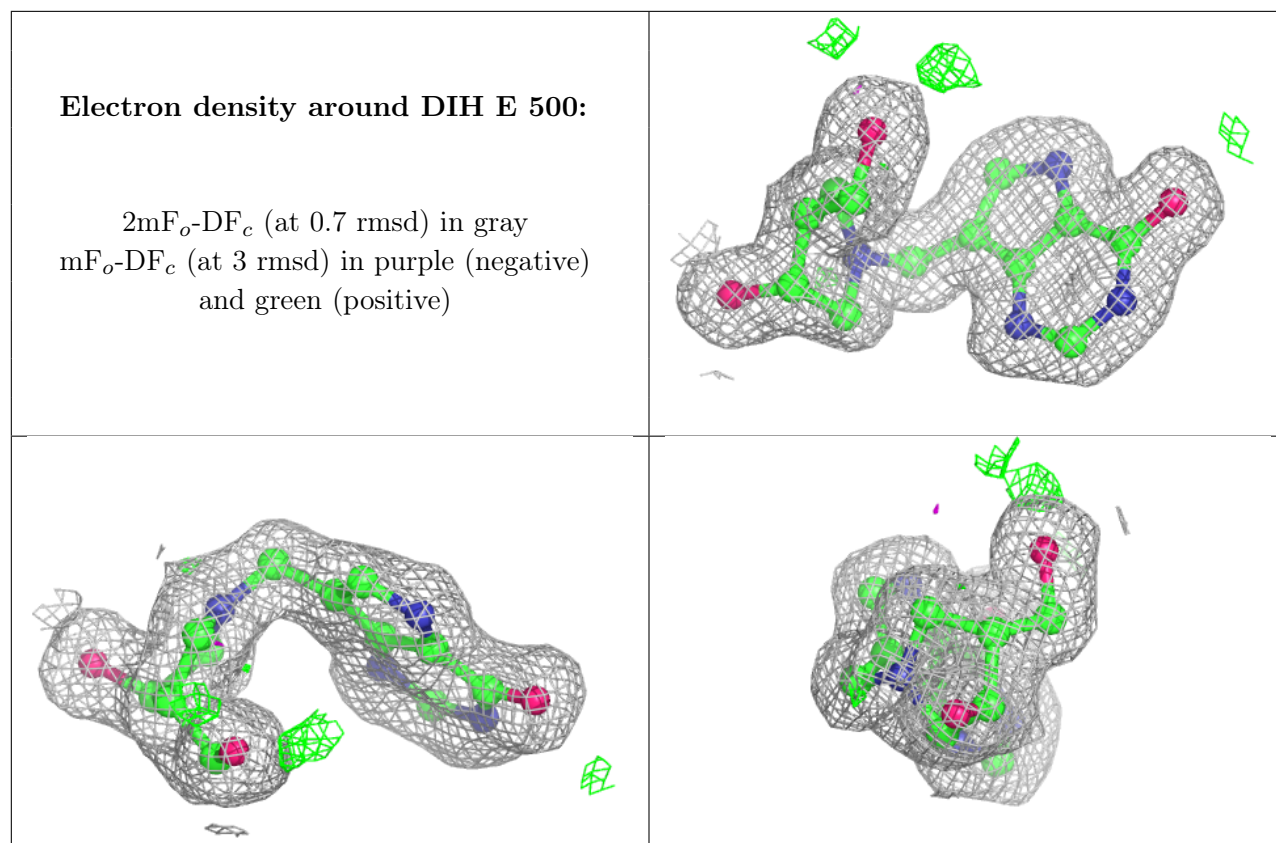 Electron density around DIH E 500:
2mFo-DFc (at 0.7 rmsd) in gray
mFo-DFc (at 3 rmsd) in purple (negative)
and green (positive)